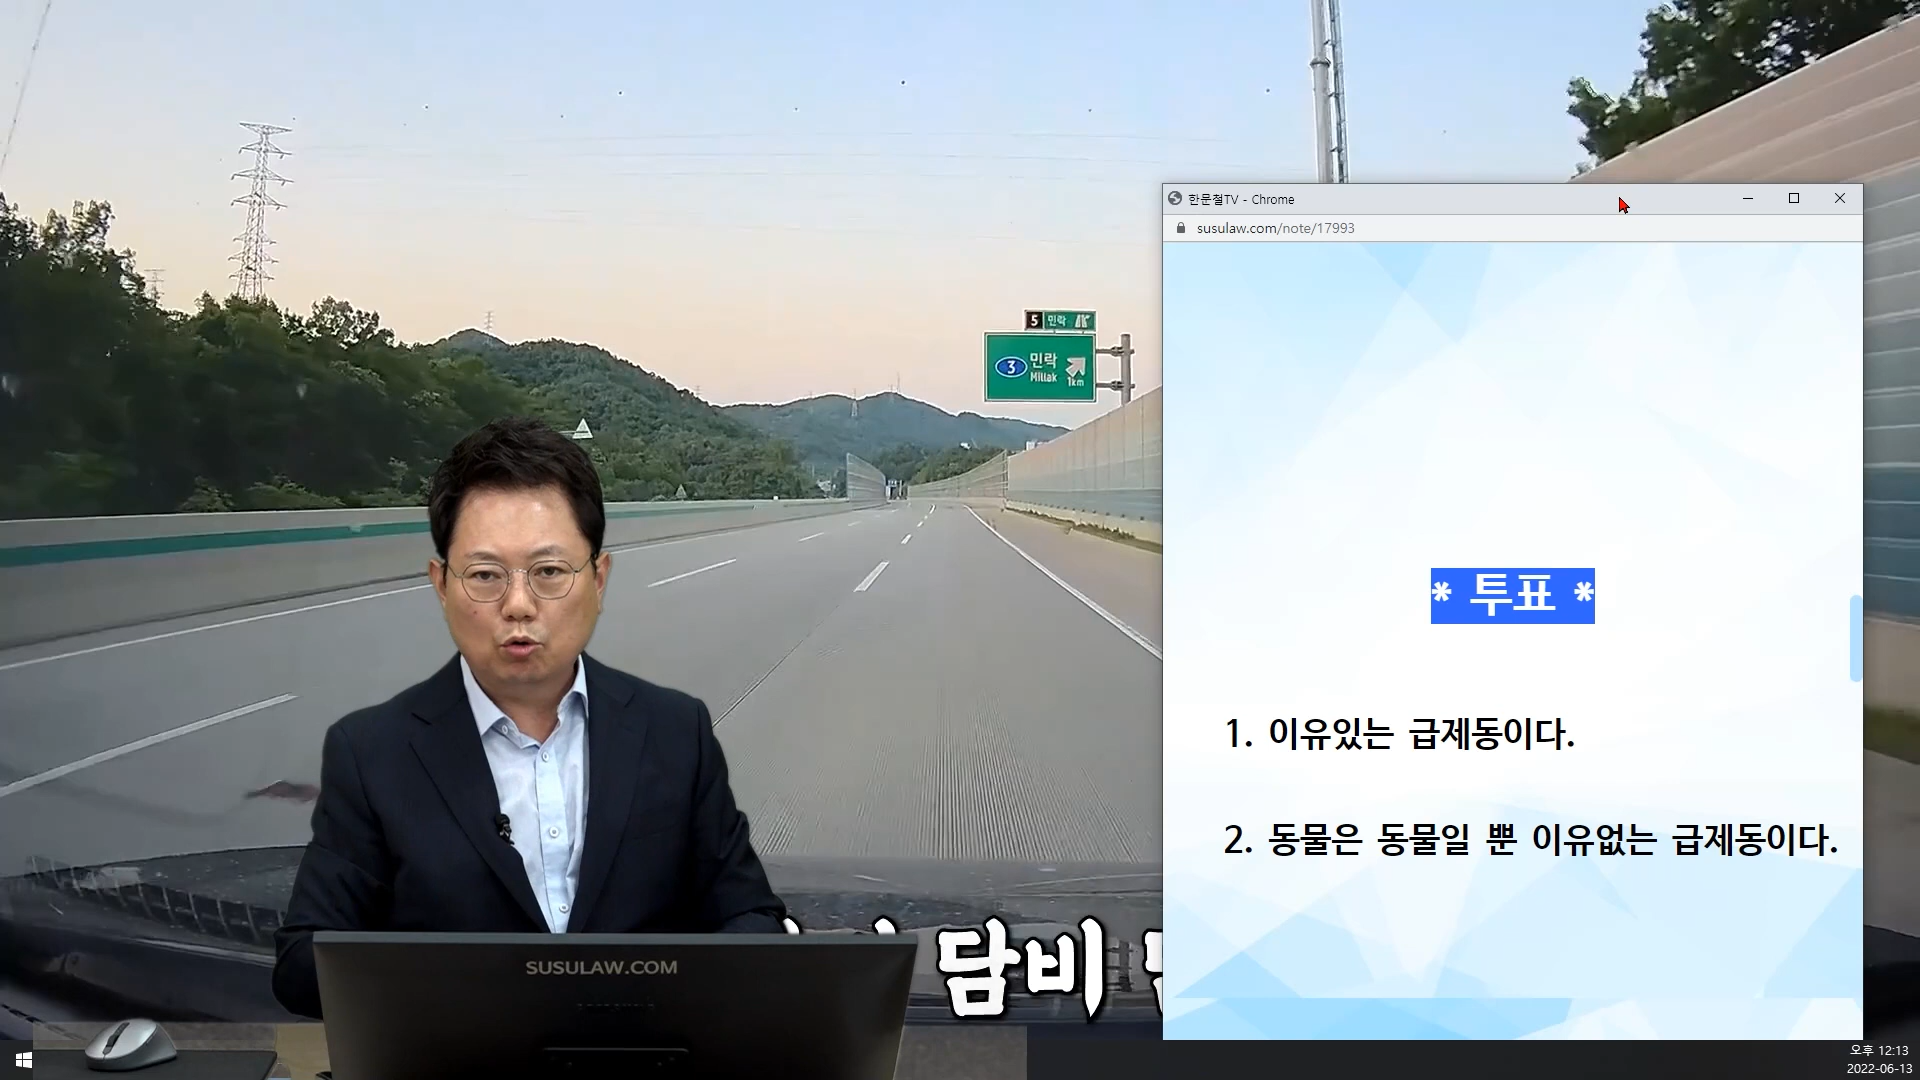 5 민락
3 민락
Millak
1km
한문철TV - Chrome
susulaw.com/note/17993
* 투표 *
1. 이유있는 급제동이다.
2. 동물은 동물일 뿐 이유없는 급제동이다.
담비
SUSULAW.COM
오후 12:13
2022-06-13